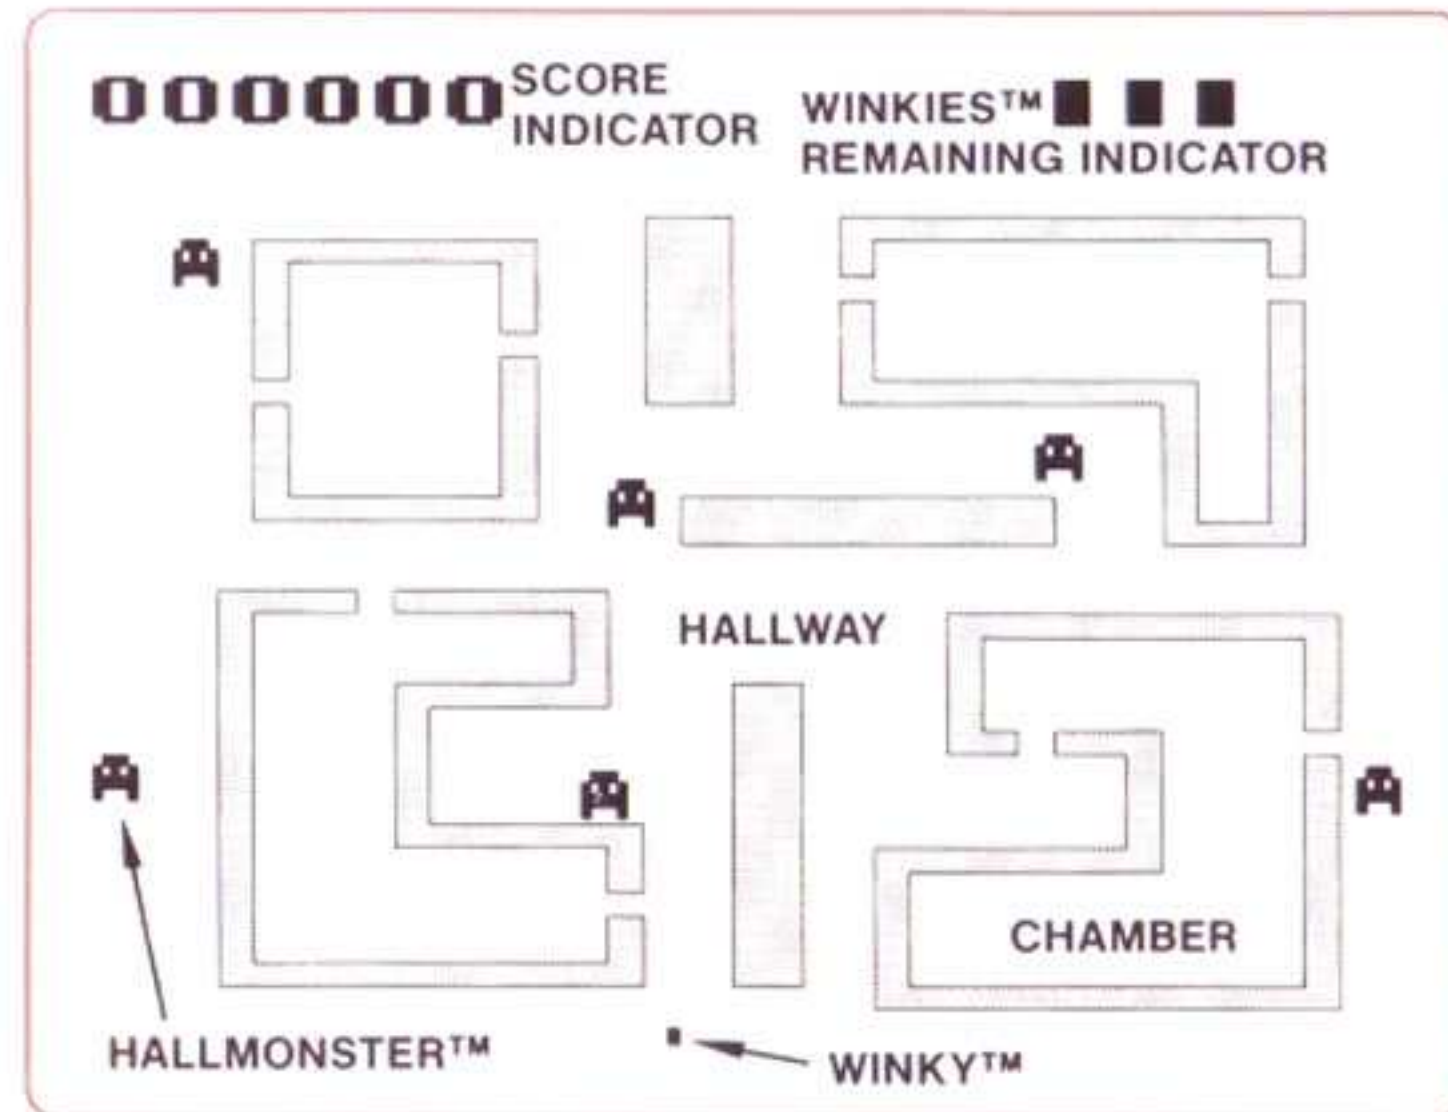 000000 SCORE
INDICATOR
WINKIES™
REMAINING INDICATOR
HALLWAY
CHAMBER
HALLMONSTER™
WINKY™